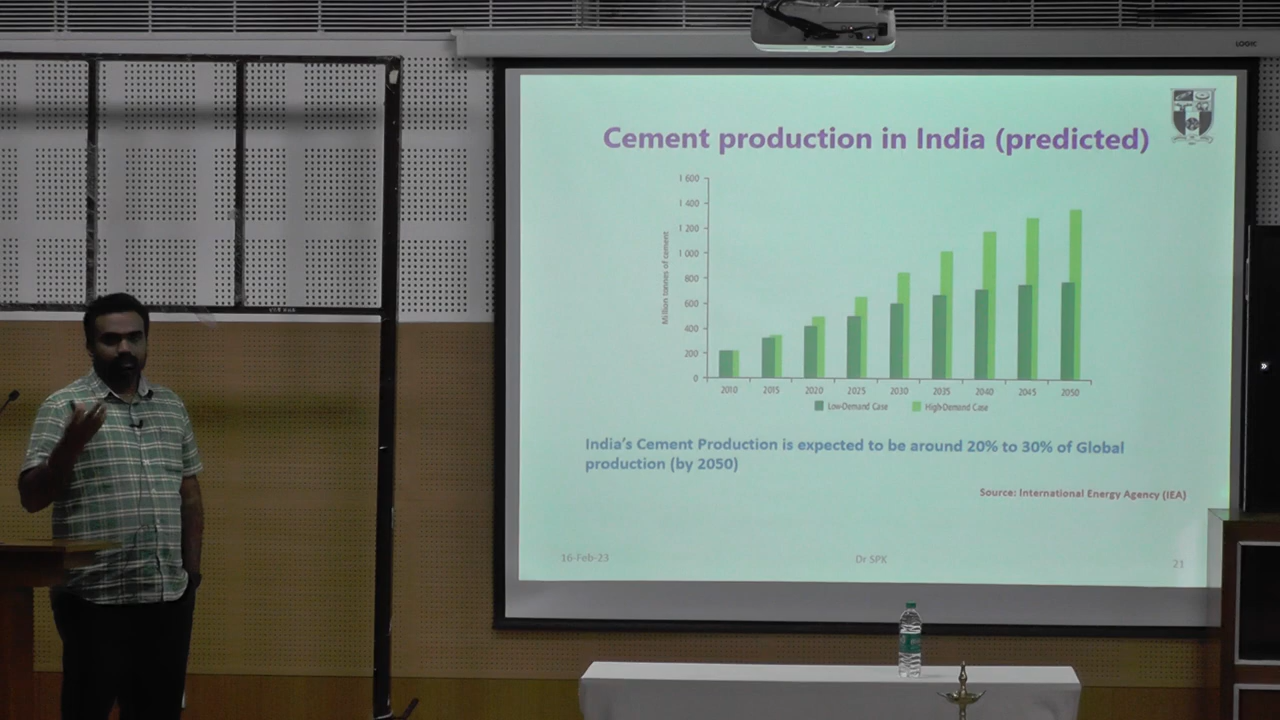 LOGIC
Cement production in India (predicted)
1 600
1 400
1 200
1 000
800
600
400
200
0
Million tonnes of cement
2010 2015 2020 2025 2030 2035 2040 2045 2050
Low-Demand Case High-Demand Case
India's Cement Production is expected to be around 20% to 30% of Global
production (by 2050)
Source: International Energy Agency (IEA)
16-Feb-23 Dr SPK 21